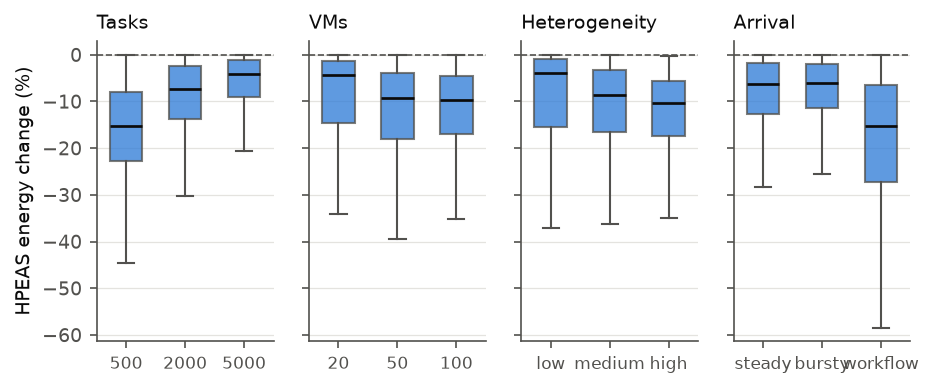 Tasks VMs Heterogeneity Arrival
HPEAS energy change (%)
0
−10
−20
−30
−40
−50
−60
500 2000 5000 20 50 100 low medium high steady bursty workflow